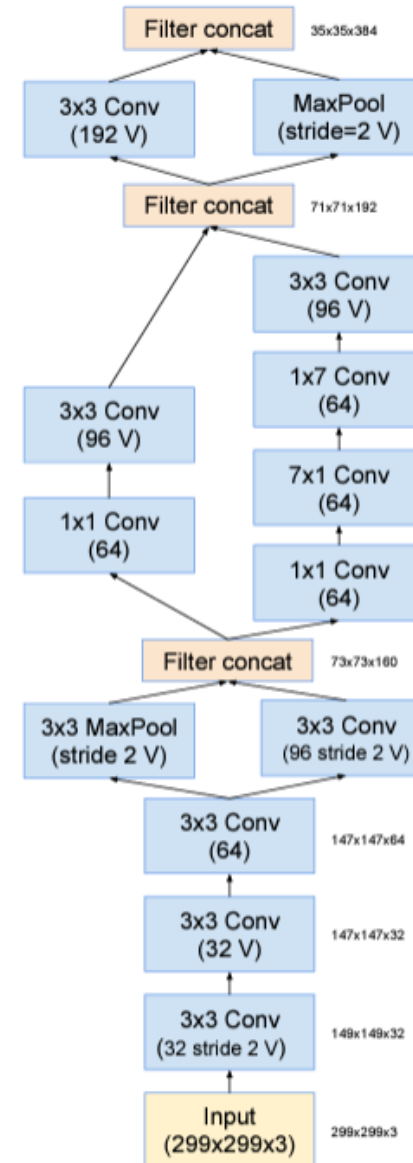 Filter concat
35x35x384
3x3 Conv
(192 V)
MaxPool
(stride=2 V)
Filter concat
71x71x192
3x3 Conv
(96 V)
1x7 Conv
(64)
3x3 Conv
(96 V)
7x1 Conv
(64)
1x1 Conv
(64)
1x1 Conv
(64)
Filter concat
73x73x160
3x3 MaxPool
(stride 2 V)
3x3 Conv
(96 stride 2 V)
3x3 Conv
(64)
147x147x64
3x3 Conv
(32 V)
147x147x32
3x3 Conv
(32 stride 2 V)
149x149x32
Input
(299x299x3)
299x299x3